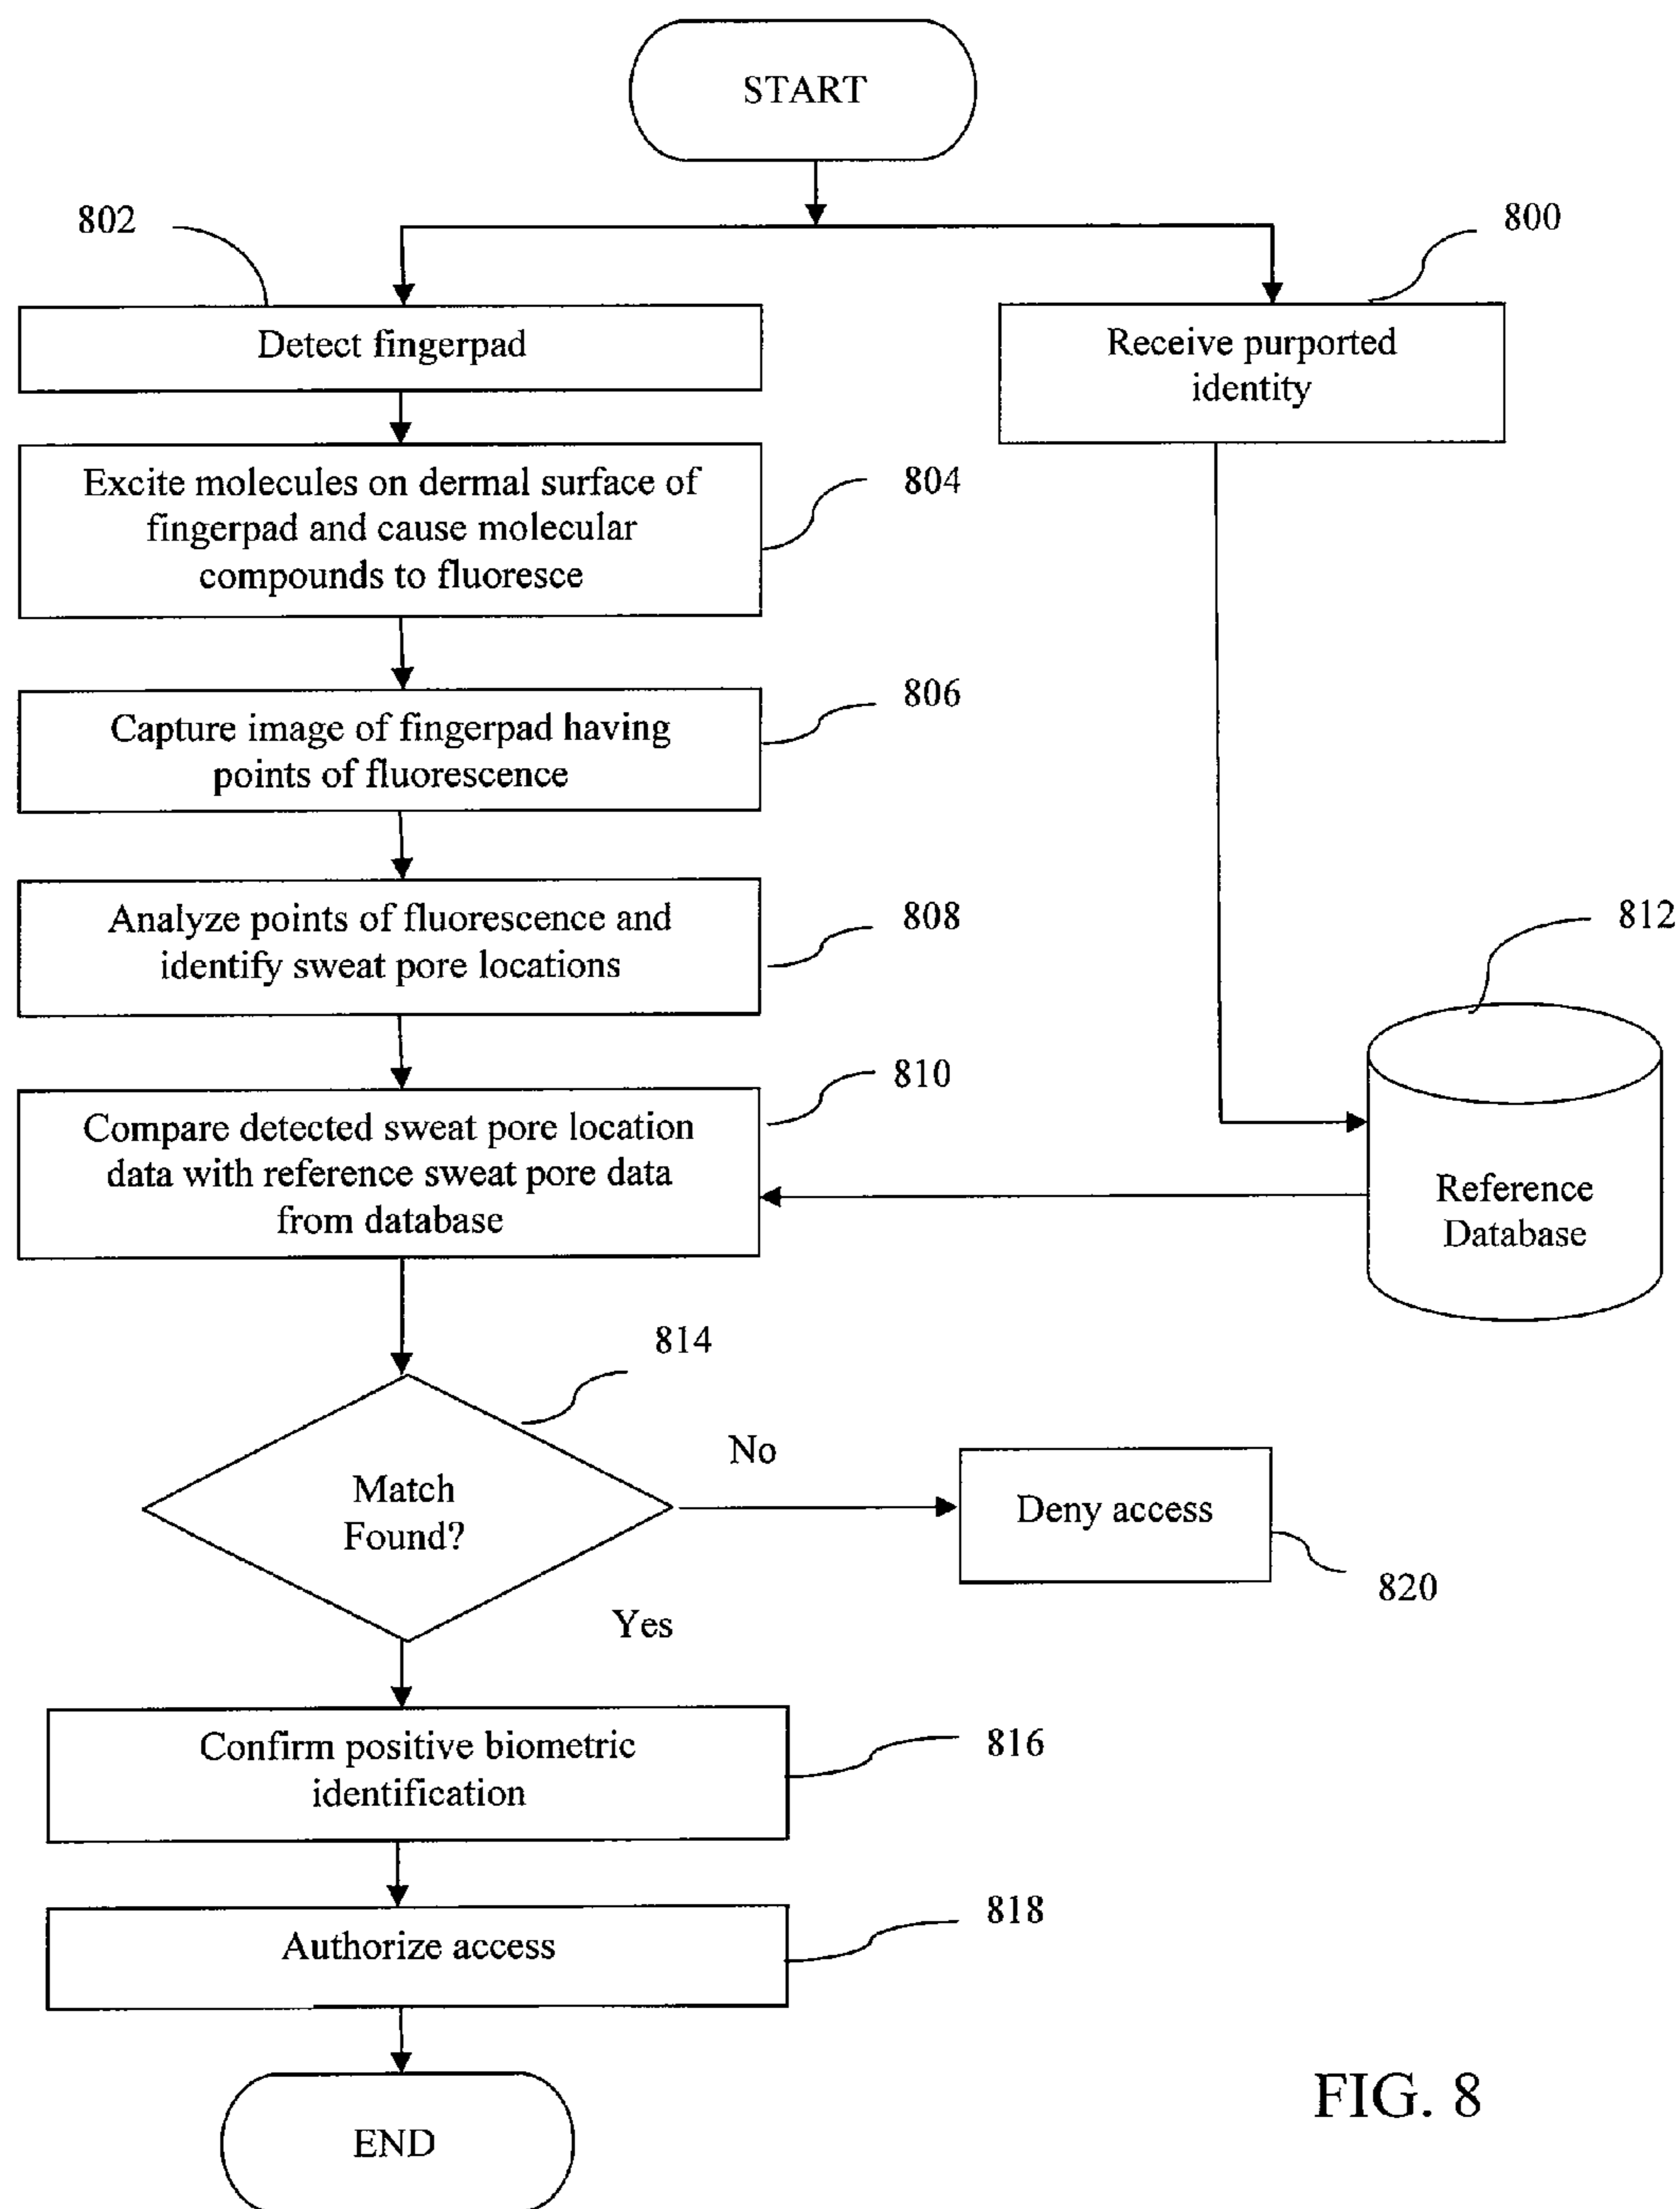 START
802
800
Detect fingerpad
Receive purported
identity
Excite molecules on dermal surface of
fingerpad and cause molecular
compounds to fluoresce
804
Capture image of fingerpad having
points of fluorescence
806
Analyze points of fluorescence and
identify sweat pore locations
808
812
Compare detected sweat pore location
data with reference sweat pore data
from database
810
Reference
Database
814
Match
Found?
No
Deny access
820
Yes
Confirm positive biometric
identification
816
Authorize access
818
END
FIG. 8